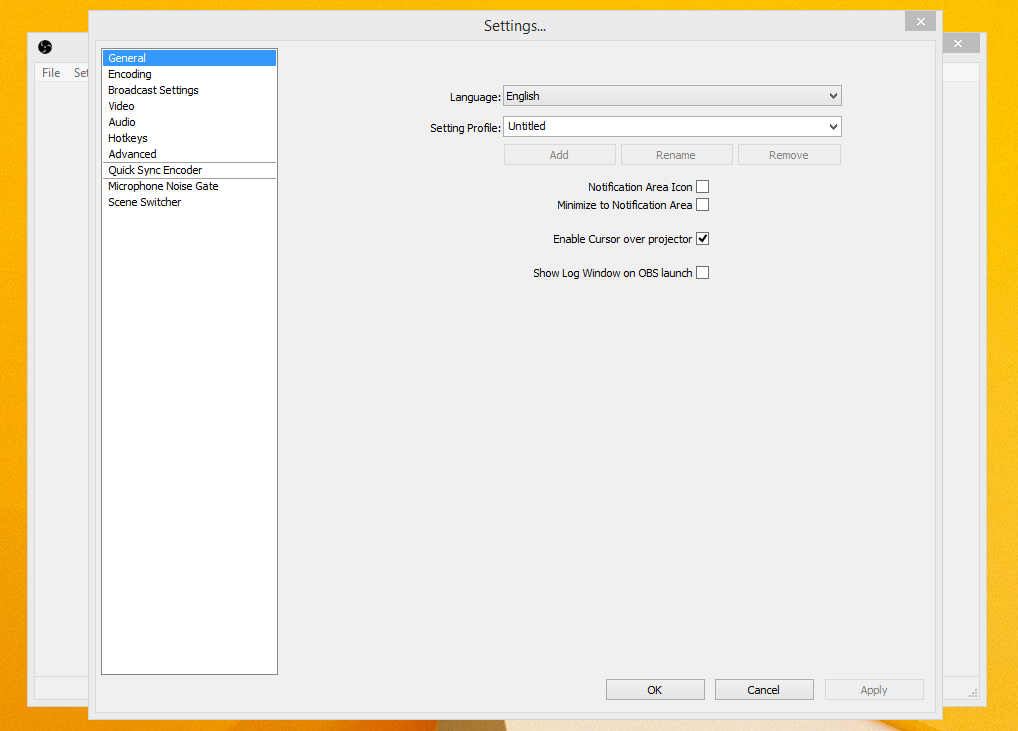 Settings...
File Set
General
Encoding
Broadcast Settings
Video
Audio
Hotkeys
Advanced
Quick Sync Encoder
Microphone Noise Gate
Scene Switcher
Language: English
Setting Profile: Untitled
Add Rename Remove
Notification Area Icon
Minimize to Notification Area
Enable Cursor over projector
Show Log Window on OBS launch
OK Cancel Apply